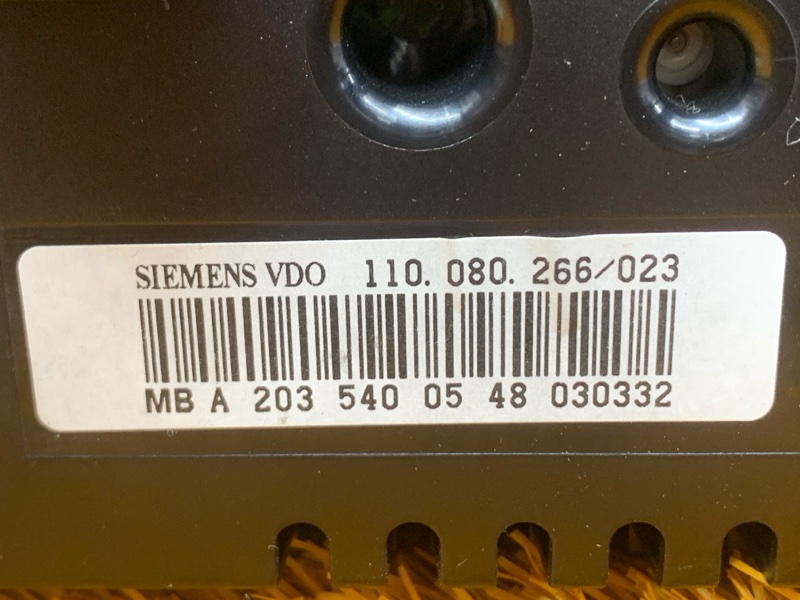 SIEMENS VDO 110.080.266/023
MB A 203 540 05 48 030332